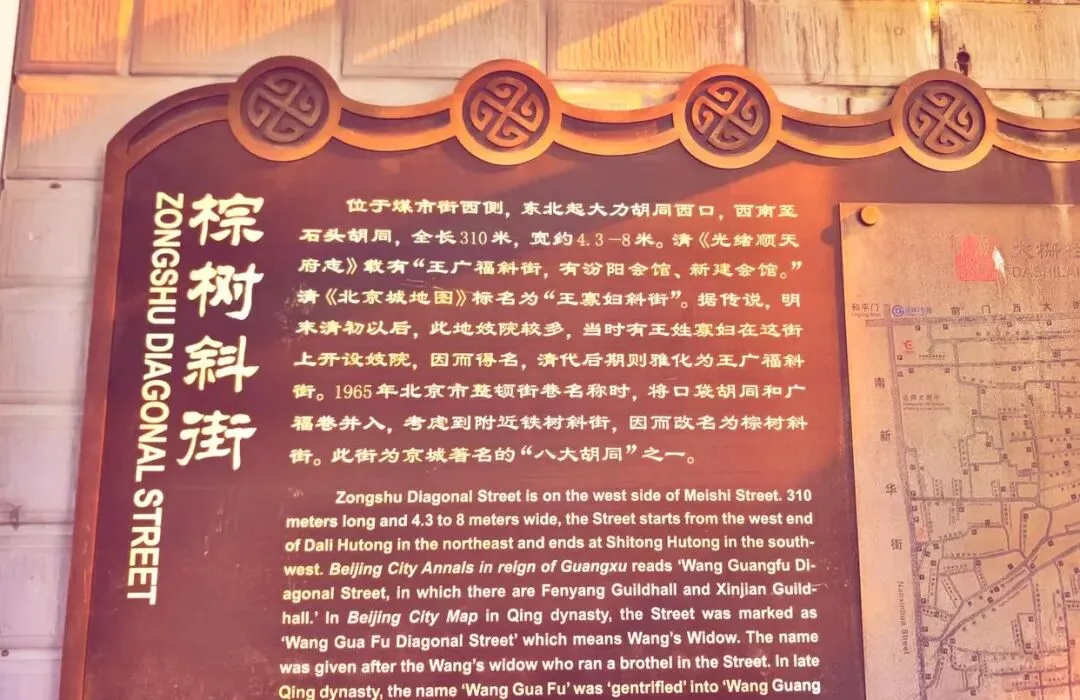 棕树斜街
ZONGSHU DIAGONAL STREET
位于煤市街西侧，东北起大力胡同西口，西南至
石头胡同，全长310米，宽约4.3—8米。清《光绪顺天
府志》载有“王广福斜街，有汾阳会馆、新建会馆。”
清《北京城地图》标名为“王寡妇斜街”。据传说，明
末清初以后，此地妓院较多，当时有王姓寡妇在这街
上开设妓院，因而得名，清代后期则雅化为王广福斜
街。1965年北京市整顿街巷名称时，将口袋胡同和广
福巷并入，考虑到附近铁树斜街，因而改名为棕树斜
街。此街为京城著名的“八大胡同”之一。
Zongshu Diagonal Street is on the west side of Meishi Street. 310
meters long and 4.3 to 8 meters wide, the Street starts from the west end
of Dali Hutong in the northeast and ends at Shitong Hutong in the south-
west. Beijing City Annals in reign of Guangxu reads ‘Wang Guangfu Di-
agonal Street, in which there are Fenyang Guildhall and Xinjian Guild-
hall.’ In Beijing City Map in Qing dynasty, the Street was marked as
‘Wang Gua Fu Diagonal Street’ which means Wang’s Widow. The name
was given after the Wang’s widow who ran a brothel in the Street. In late
Qing dynasty, the name ‘Wang Gua Fu’ was ‘gentrified’ into ‘Wang Guang
大栅
DASHILA
和平门
前门西大
南新华街
Nanxinhua Street